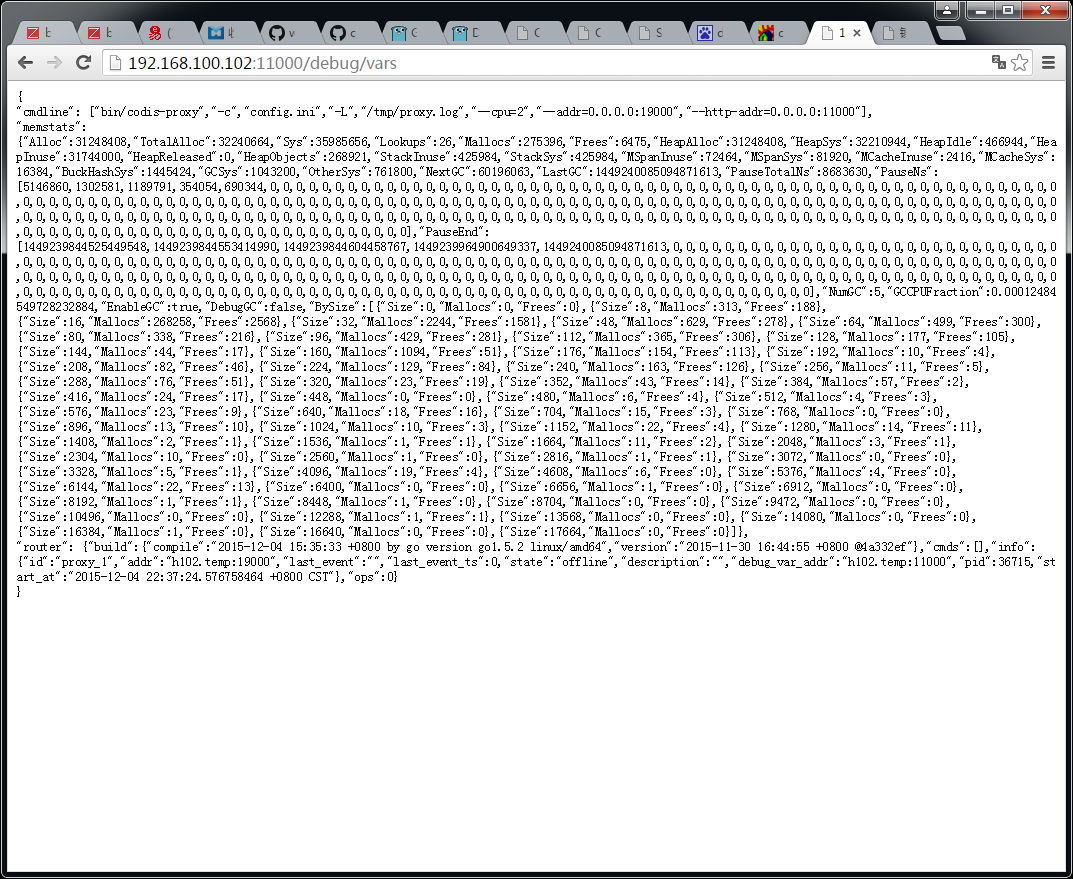 1
192.168.100.102:11000/debug/vars
{
"cmdline": ["bin/codis-proxy","-c","config.ini","-L","/tmp/proxy.log","--cpu=2","--addr=0.0.0.0:19000","--http-addr=0.0.0.0:11000"],
"memstats":
{"Alloc":31248408,"TotalAlloc":32240664,"Sys":35985656,"Lookups":26,"Mallocs":275396,"Frees":6475,"HeapAlloc":31248408,"HeapSys":32210944,"HeapIdle":466944,"Hea
pInuse":31744000,"HeapReleased":0,"HeapObjects":268921,"StackInuse":425984,"StackSys":425984,"MSpanInuse":72464,"MSpanSys":81920,"MCacheInuse":2416,"MCacheSys":
16384,"BuckHashSys":1445424,"GCSys":1043200,"OtherSys":761800,"NextGC":60196063,"LastGC":1449240085094871613,"PauseTotalNs":8683630,"PauseNs":
[5146860,1302581,1189791,354054,690344,0,0,0,0,0,0,0,0,0,0,0,0,0,0,0,0,0,0,0,0,0,0,0,0,0,0,0,0,0,0,0,0,0,0,0,0,0,0,0,0,0,0,0,0,0,0,0,0,0,0,0,0,0,0,0,0,0,0,0,0,0
,0,0,0,0,0,0,0,0,0,0,0,0,0,0,0,0,0,0,0,0,0,0,0,0,0,0,0,0,0,0,0,0,0,0,0,0,0,0,0,0,0,0,0,0,0,0,0,0,0,0,0,0,0,0,0,0,0,0,0,0,0,0,0,0,0,0,0,0,0,0,0,0,0,0
,0,0,0,0,0,0,0,0,0,0,0,0,0,0,0,0,0,0,0,0,0,0,0,0,0,0,0,0,0,0,0,0,0,0,0,0,0,0,0,0,0,0,0,0,0,0,0,0,0,0,0,0,0,0,0,0,0,0,0,0,0,0,0,0,0,0,0,0,0,0,0,0,0,0,0,0,0,0,0,0
,0,0,0,0,0,0,0,0,0,0,0,0,0,0,0,0,0,0,0,0,0,0,0,0,0,0,0,0,0,0],"PauseEnd":
[1449239844525449548,1449239844553414990,1449239844604458767,1449239964900649337,1449240085094871613,0,0,0,0,0,0,0,0,0,0,0,0,0,0,0,0,0,0,0,0,0,0,0,0,0,0,0,0,0,0
,0,0,0,0,0,0,0,0,0,0,0,0,0,0,0,0,0,0,0,0,0,0,0,0,0,0,0,0,0,0,0,0,0,0,0,0,0,0,0,0,0,0,0,0,0,0,0,0,0,0,0,0,0,0,0,0,0,0,0,0,0,0,0,0,0,0,0,0,0,0,0,0,0,0,0,0,0,0,0,0
,0,0,0,0,0,0,0,0,0,0,0,0,0,0,0,0,0,0,0,0,0,0,0,0,0,0,0,0,0,0,0,0,0,0,0,0,0,0,0,0,0,0,0,0,0,0,0,0,0,0,0,0,0,0,0,0,0,0,0,0,0,0,0,0,0,0,0,0,0,0,0,0,0,0,0,0,0,0,0,0
,0,0,0,0,0,0,0,0,0,0,0,0,0,0,0,0,0,0,0,0,0,0,0,0,0,0,0,0,0,0,0,0,0,0,0,0,0,0,0,0,0,0,0,0,0,0,0,0,0,0,0,0,0,0,0,0,0,0,0,0,0],"NumGC":5,"GCCPUFraction":0.00012484
549728232884,"EnableGC":true,"DebugGC":false,"BySize":[{"Size":0,"Mallocs":0,"Frees":0},{"Size":8,"Mallocs":313,"Frees":188},
{"Size":16,"Mallocs":268258,"Frees":2568},{"Size":32,"Mallocs":2244,"Frees":1581},{"Size":48,"Mallocs":629,"Frees":278},{"Size":64,"Mallocs":499,"Frees":300},
{"Size":80,"Mallocs":338,"Frees":216},{"Size":96,"Mallocs":429,"Frees":281},{"Size":112,"Mallocs":365,"Frees":306},{"Size":128,"Mallocs":177,"Frees":105},
{"Size":144,"Mallocs":44,"Frees":17},{"Size":160,"Mallocs":1094,"Frees":51},{"Size":176,"Mallocs":154,"Frees":113},{"Size":192,"Mallocs":10,"Frees":4},
{"Size":208,"Mallocs":82,"Frees":46},{"Size":224,"Mallocs":129,"Frees":84},{"Size":240,"Mallocs":163,"Frees":126},{"Size":256,"Mallocs":11,"Frees":5},
{"Size":288,"Mallocs":76,"Frees":51},{"Size":320,"Mallocs":23,"Frees":19},{"Size":352,"Mallocs":43,"Frees":14},{"Size":384,"Mallocs":57,"Frees":2},
{"Size":416,"Mallocs":24,"Frees":17},{"Size":448,"Mallocs":0,"Frees":0},{"Size":480,"Mallocs":6,"Frees":4},{"Size":512,"Mallocs":4,"Frees":3},
{"Size":576,"Mallocs":23,"Frees":9},{"Size":640,"Mallocs":18,"Frees":16},{"Size":704,"Mallocs":15,"Frees":3},{"Size":768,"Mallocs":0,"Frees":0},
{"Size":896,"Mallocs":13,"Frees":10},{"Size":1024,"Mallocs":10,"Frees":3},{"Size":1152,"Mallocs":22,"Frees":4},{"Size":1280,"Mallocs":14,"Frees":11},
{"Size":1408,"Mallocs":2,"Frees":1},{"Size":1536,"Mallocs":1,"Frees":1},{"Size":1664,"Mallocs":11,"Frees":2},{"Size":2048,"Mallocs":3,"Frees":1},
{"Size":2304,"Mallocs":10,"Frees":0},{"Size":2560,"Mallocs":1,"Frees":0},{"Size":2816,"Mallocs":1,"Frees":1},{"Size":3072,"Mallocs":0,"Frees":0},
{"Size":3328,"Mallocs":5,"Frees":1},{"Size":4096,"Mallocs":19,"Frees":4},{"Size":4608,"Mallocs":6,"Frees":0},{"Size":5376,"Mallocs":4,"Frees":0},
{"Size":6144,"Mallocs":22,"Frees":13},{"Size":6400,"Mallocs":0,"Frees":0},{"Size":6656,"Mallocs":1,"Frees":0},{"Size":6912,"Mallocs":0,"Frees":0},
{"Size":8192,"Mallocs":1,"Frees":1},{"Size":8448,"Mallocs":1,"Frees":0},{"Size":8704,"Mallocs":0,"Frees":0},{"Size":9472,"Mallocs":0,"Frees":0},
{"Size":10496,"Mallocs":0,"Frees":0},{"Size":12288,"Mallocs":1,"Frees":1},{"Size":13568,"Mallocs":0,"Frees":0},{"Size":14080,"Mallocs":0,"Frees":0},
{"Size":16384,"Mallocs":1,"Frees":0},{"Size":16640,"Mallocs":0,"Frees":0},{"Size":17664,"Mallocs":0,"Frees":0}]},
"router": {"build":{"compile":"2015-12-04 15:35:33 +0800 by go version go1.5.2 linux/amd64","version":"2015-11-30 16:44:55 +0800 @4a332ef"},"cmds":[],"info":
{"id":"proxy_1","addr":"h102.temp:19000","last_event":"","last_event_ts":0,"state":"offline","description":"","debug_var_addr":"h102.temp:11000","pid":36715,"st
art_at":"2015-12-04 22:37:24.576758464 +0800 CST"},"ops":0}
}